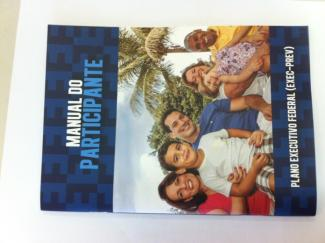 MANUAL DO
PARTICIPANTE
PLANO EXECUTIVO FEDERAL (EXEC-PREV)